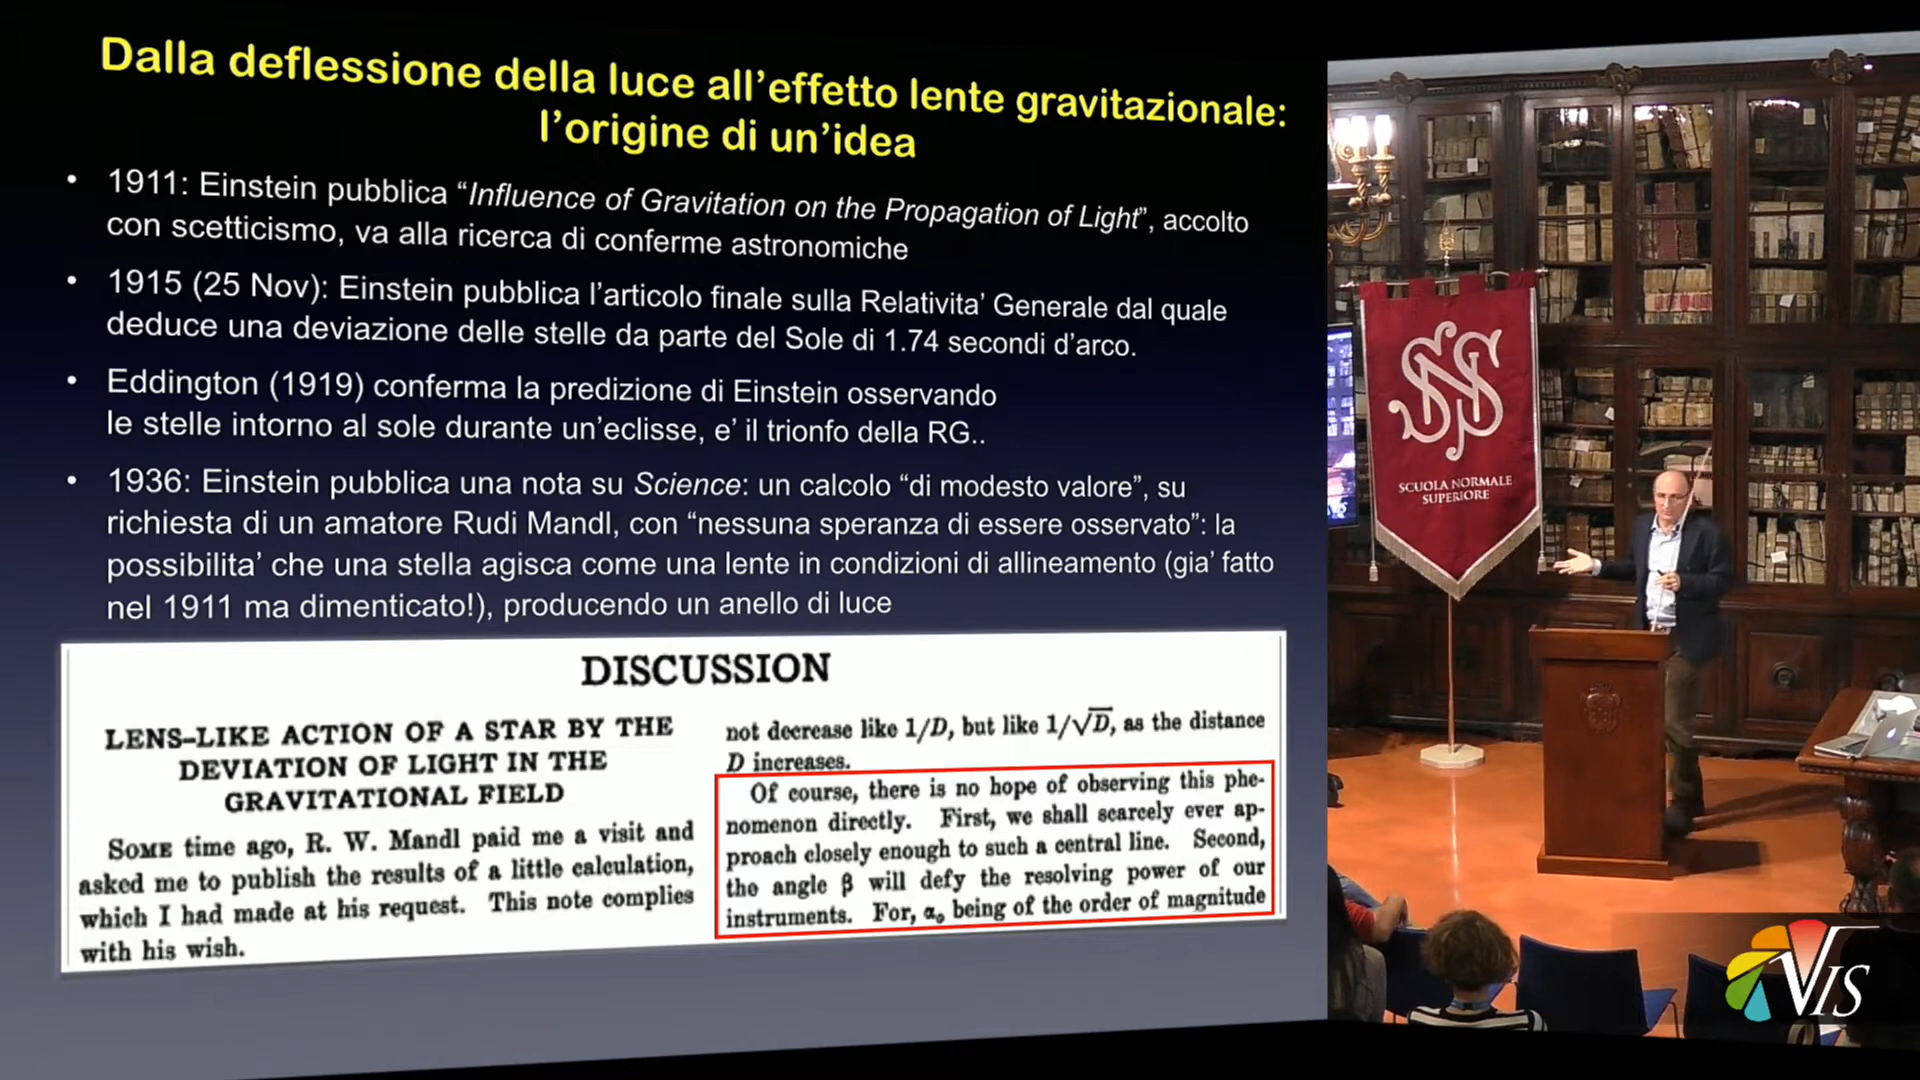 Dalla deflessione della luce all’effetto lente gravitazionale:
l’origine di un’idea
• 1911: Einstein pubblica “Influence of Gravitation on the Propagation of Light”, accolto
con scetticismo, va alla ricerca di conferme astronomiche
• 1915 (25 Nov): Einstein pubblica l’articolo finale sulla Relativita’ Generale dal quale
deduce una deviazione delle stelle da parte del Sole di 1.74 secondi d’arco.
• Eddington (1919) conferma la predizione di Einstein osservando
le stelle intorno al sole durante un’eclisse, e’ il trionfo della RG..
• 1936: Einstein pubblica una nota su Science: un calcolo “di modesto valore”, su
richiesta di un amatore Rudi Mandl, con “nessuna speranza di essere osservato”: la
possibilita’ che una stella agisca come una lente in condizioni di allineamento (gia’ fatto
nel 1911 ma dimenticato!), producendo un anello di luce
DISCUSSION
LENS-LIKE ACTION OF A STAR BY THE
DEVIATION OF LIGHT IN THE
GRAVITATIONAL FIELD
SOME time ago, R. W. Mandl paid me a visit and
asked me to publish the results of a little calculation,
which I had made at his request. This note complies
with his wish.
not decrease like 1/D, but like 1/√D, as the distance
D increases.
Of course, there is no hope of observing this phe-
nomenon directly. First, we shall scarcely ever ap-
proach closely enough to such a central line. Second,
the angle β will defy the resolving power of our
instruments. For, α₀ being of the order of magnitude
SNS
SCUOLA NORMALE
SUPERIORE
VIS